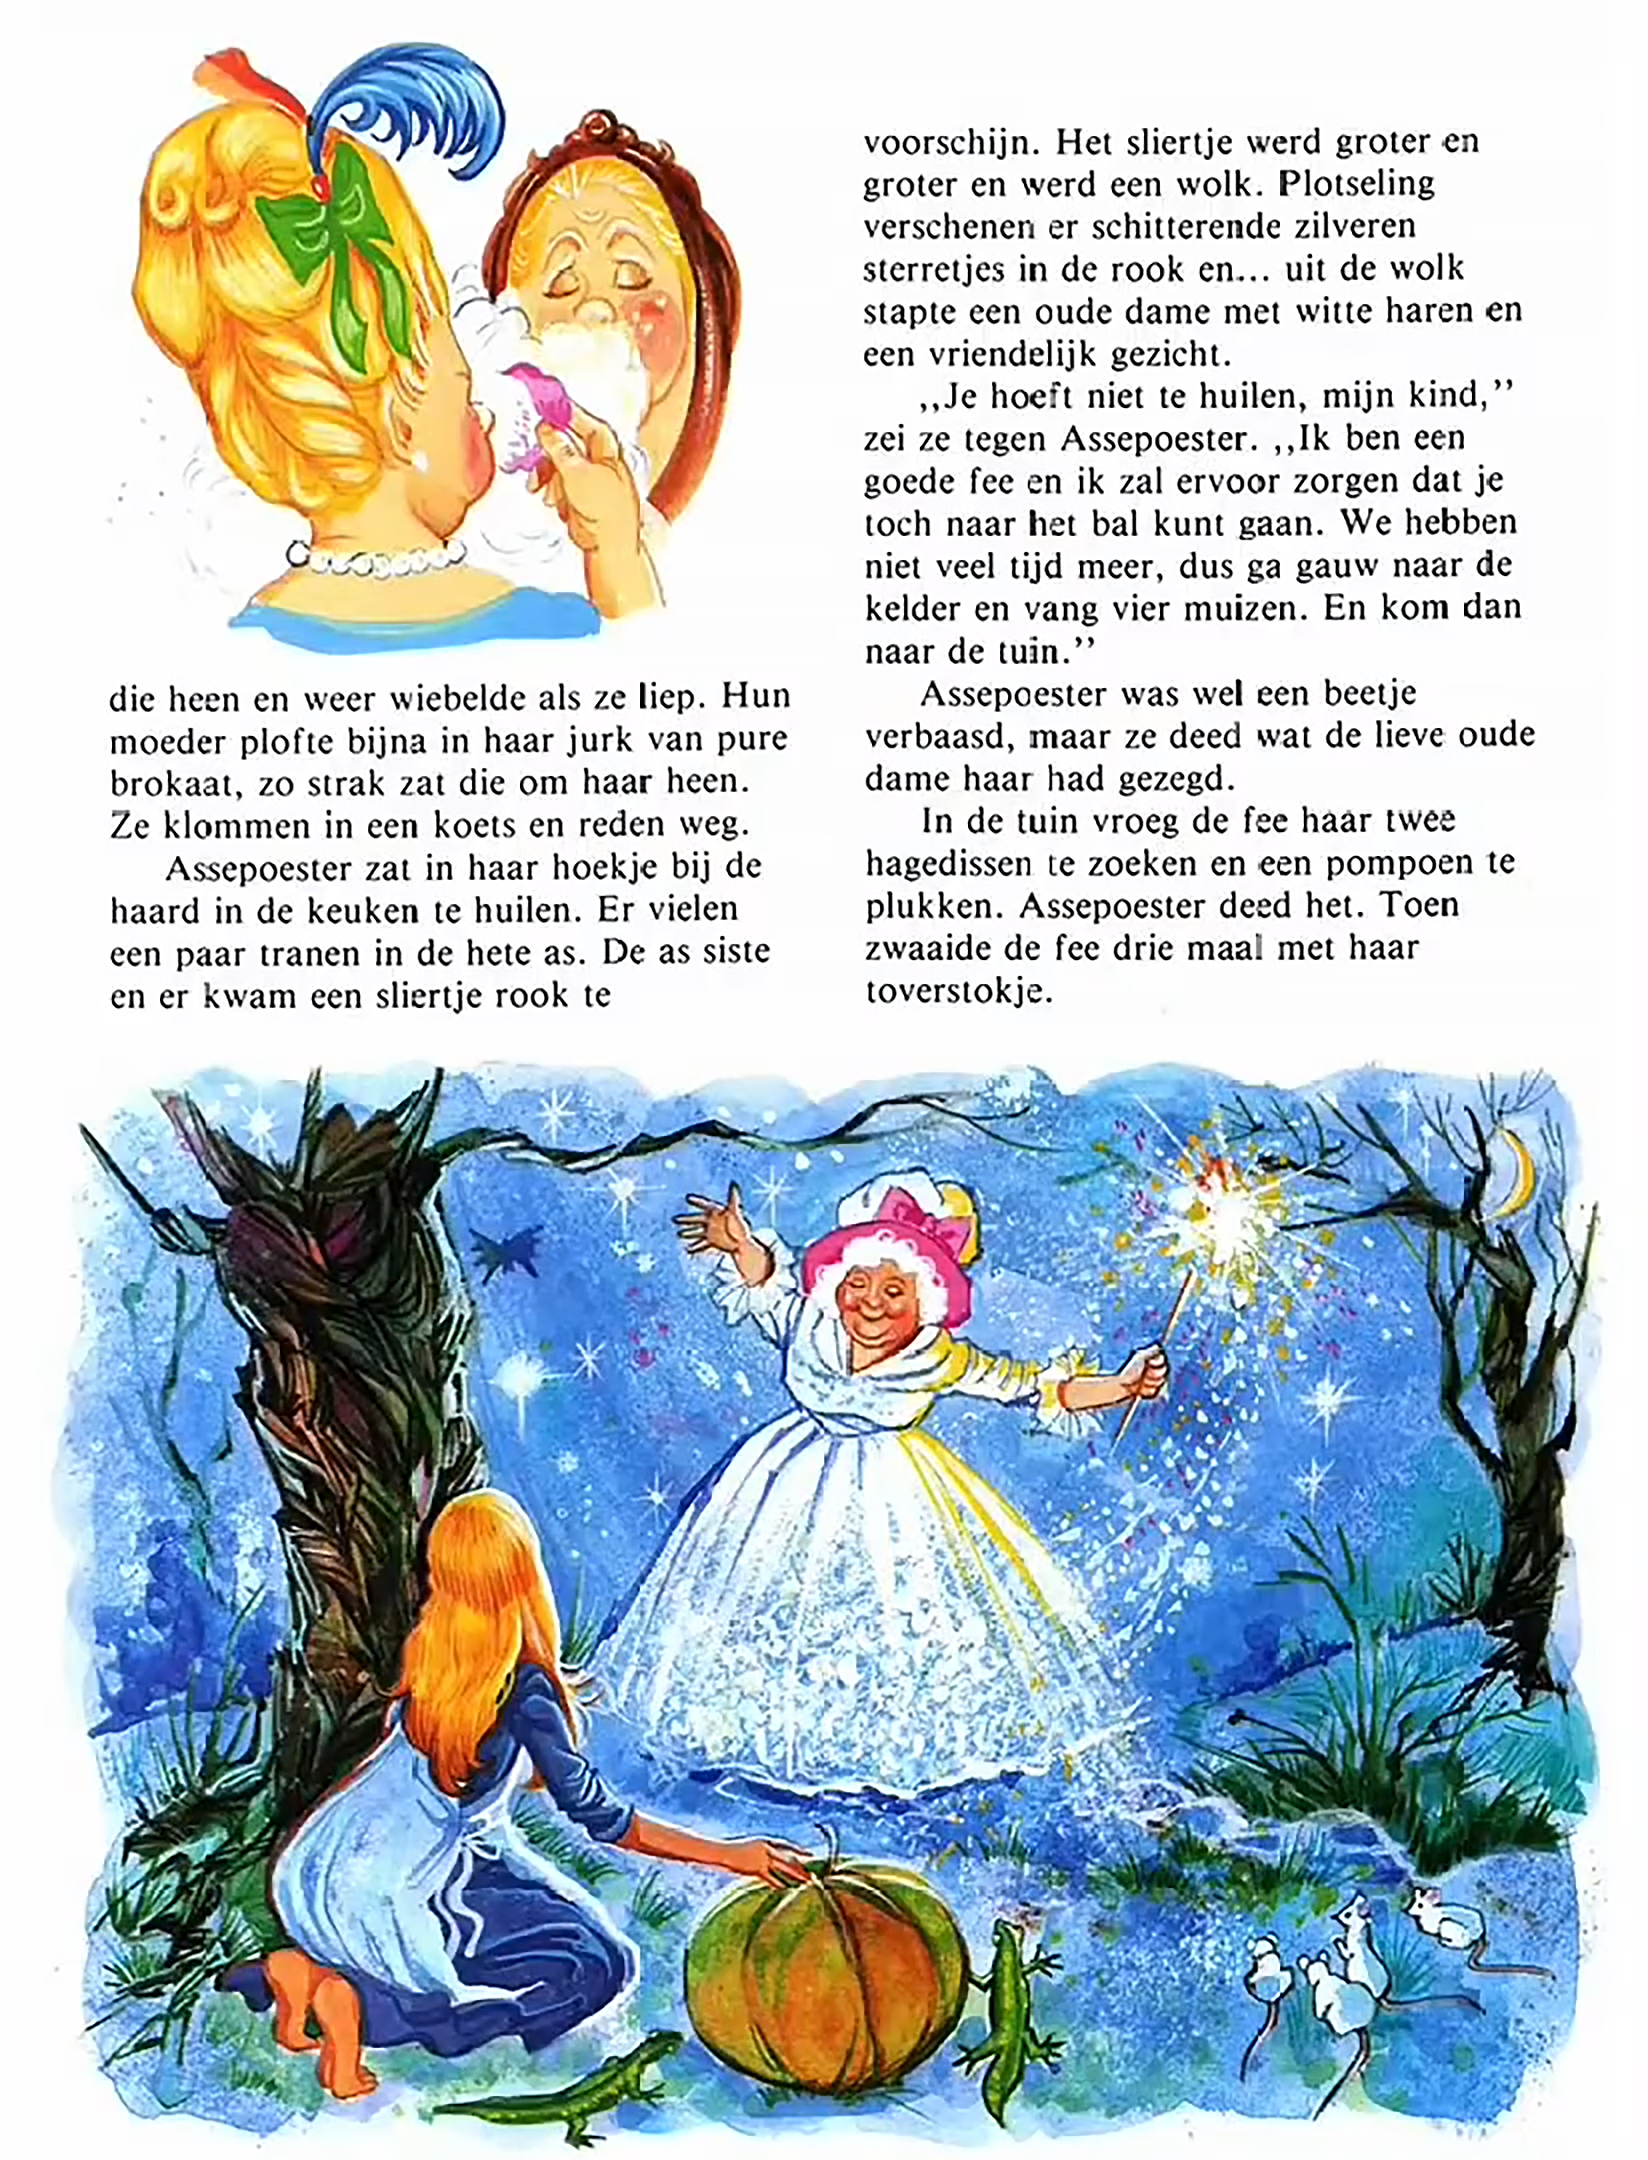 die heen en weer wiebelde als ze liep. Hun
moeder plofte bijna in haar jurk van pure
brokaat, zo strak zat die om haar heen.
Ze klommen in een koets en reden weg.
Assepoester zat in haar hoekje bij de
haard in de keuken te huilen. Er vielen
een paar tranen in de hete as. De as siste
en er kwam een sliertje rook te
voorschijn. Het sliertje werd groter en
groter en werd een wolk. Plotseling
verschenen er schitterende zilveren
sterretjes in de rook en... uit de wolk
stapte een oude dame met witte haren en
een vriendelijk gezicht.
,,Je hoeft niet te huilen, mijn kind,’’
zei ze tegen Assepoester. ,,Ik ben een
goede fee en ik zal ervoor zorgen dat je
toch naar het bal kunt gaan. We hebben
niet veel tijd meer, dus ga gauw naar de
kelder en vang vier muizen. En kom dan
naar de tuin.’’
Assepoester was wel een beetje
verbaasd, maar ze deed wat de lieve oude
dame haar had gezegd.
In de tuin vroeg de fee haar twee
hagedissen te zoeken en een pompoen te
plukken. Assepoester deed het. Toen
zwaaide de fee drie maal met haar
toverstokje.